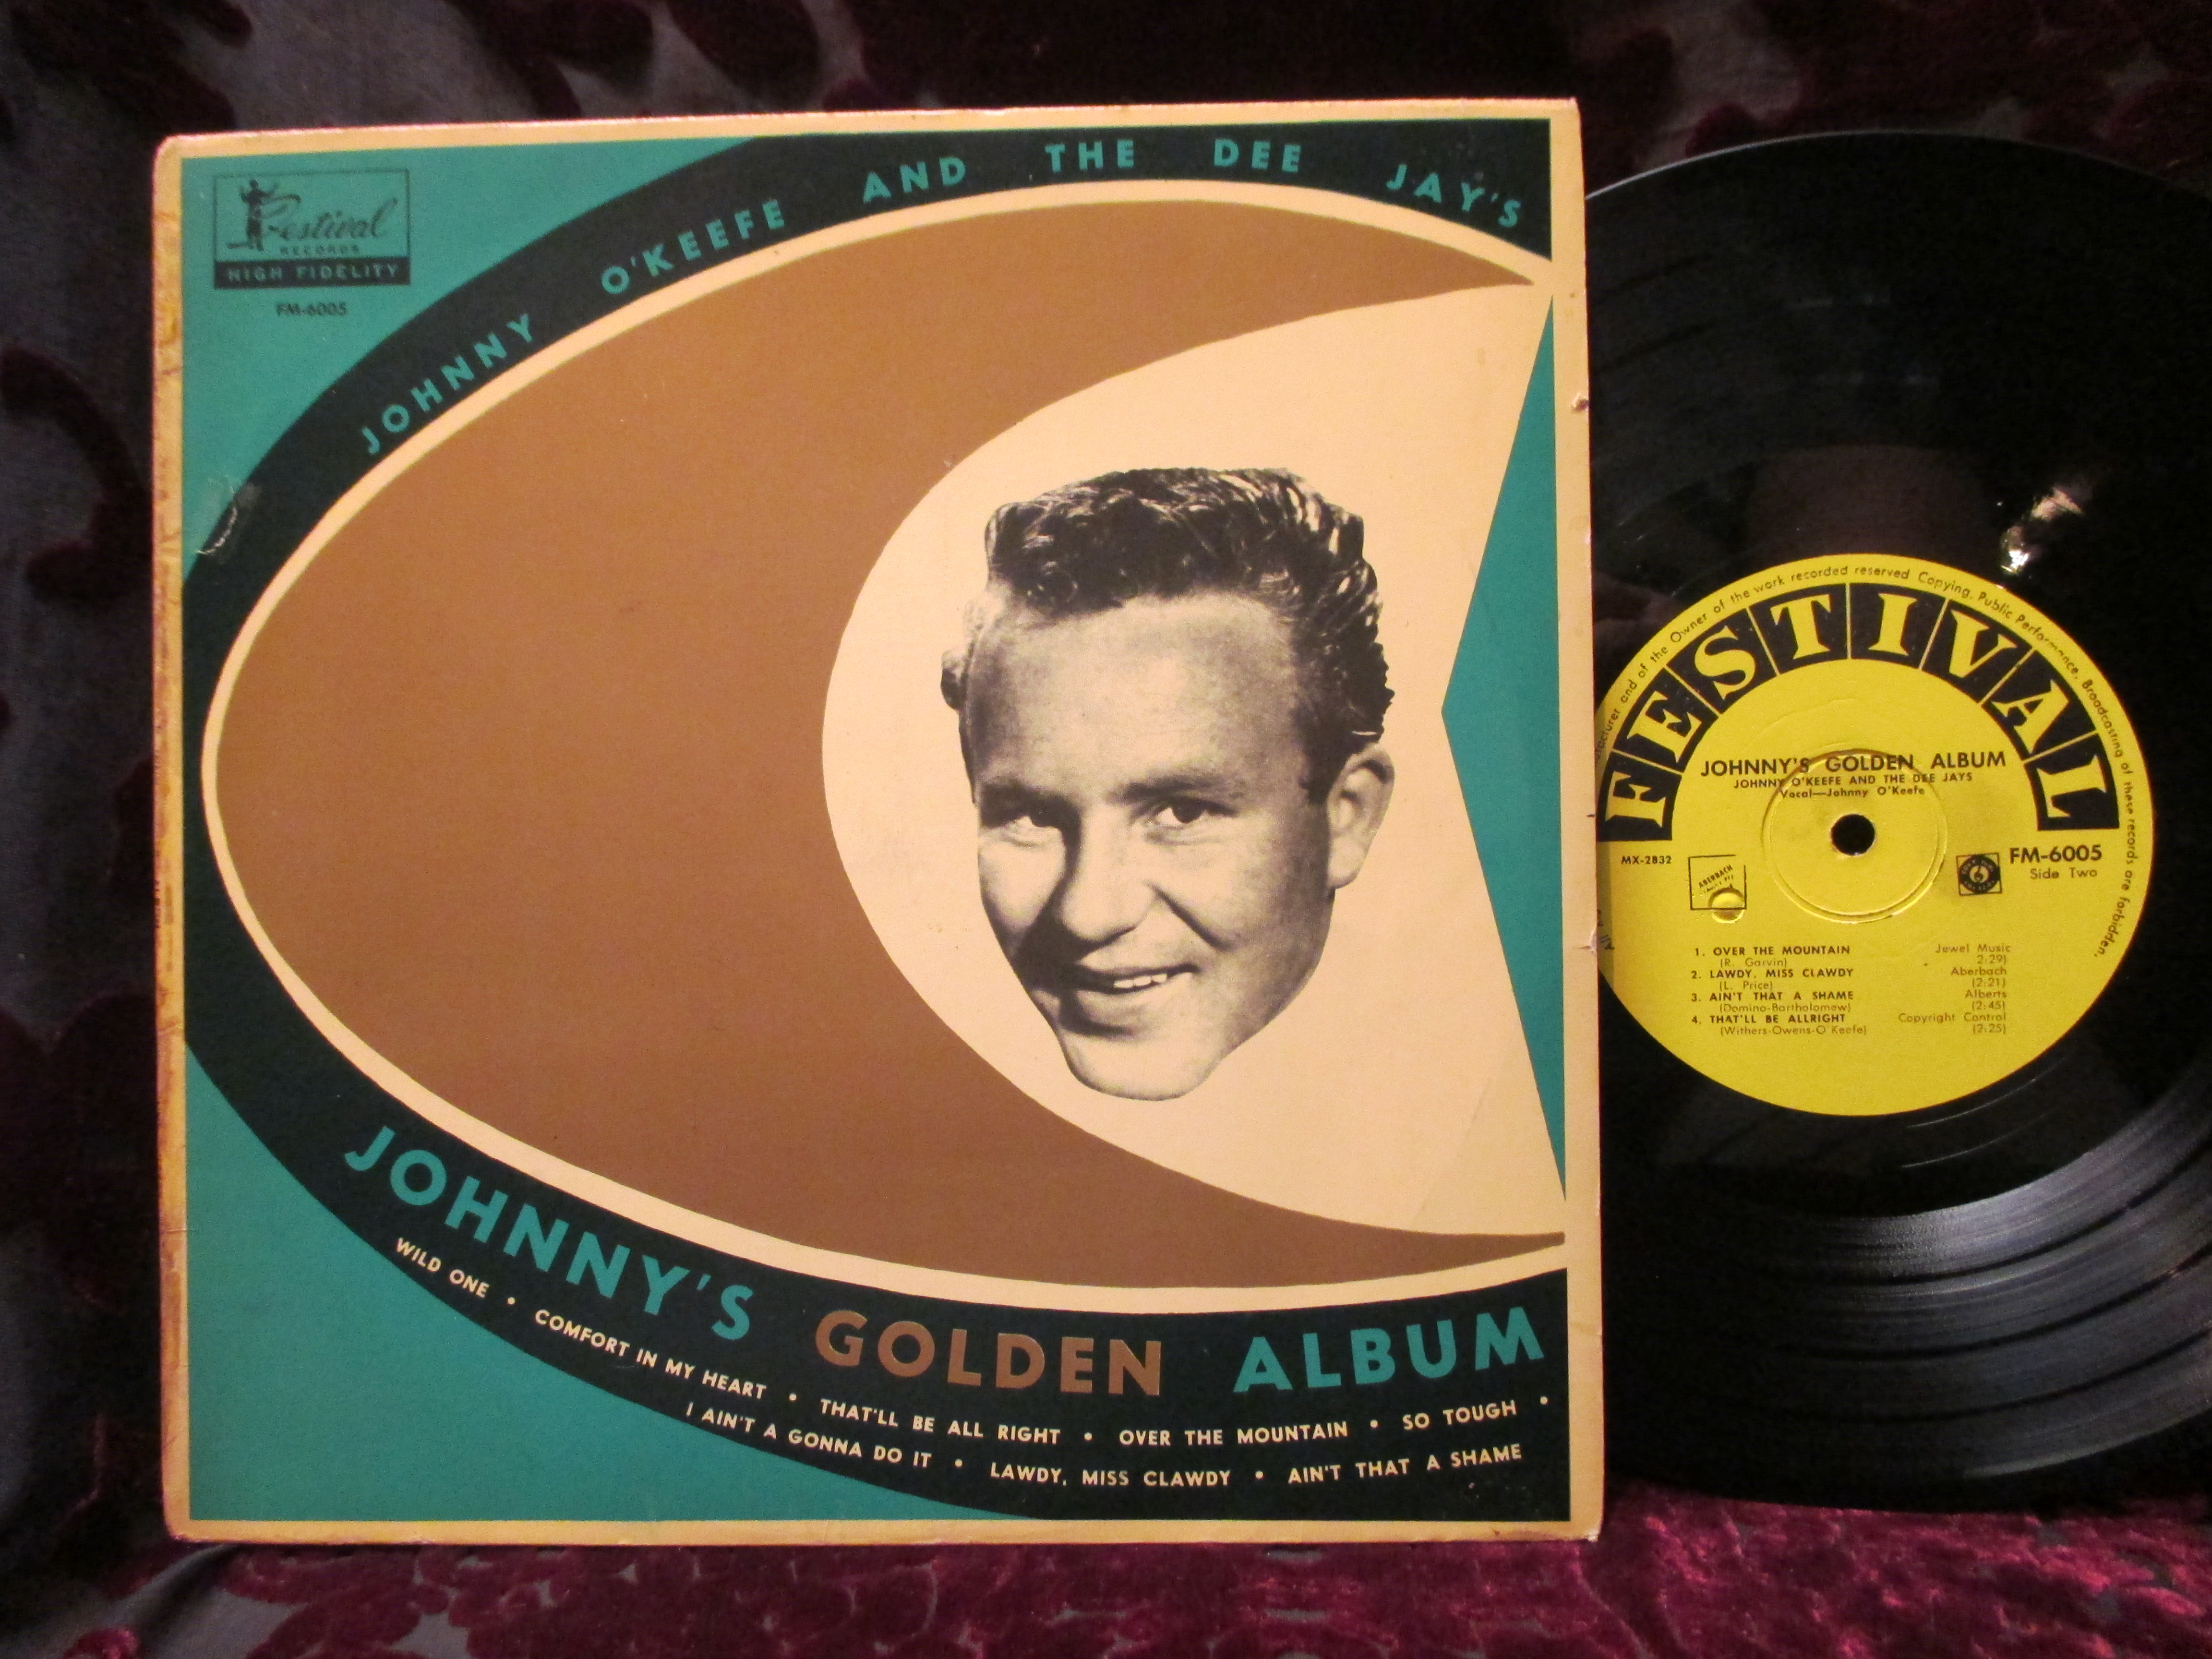 Festival
RECORDS
HIGH FIDELITY
FM-6005
JOHNNY O'KEEFE AND THE DEE JAY'S
JOHNNY'S GOLDEN ALBUM
WILD ONE • COMFORT IN MY HEART • THAT'LL BE ALL RIGHT • OVER THE MOUNTAIN • SO TOUGH •
I AIN'T A GONNA DO IT • LAWDY, MISS CLAWDY • AIN'T THAT A SHAME
and of the Owner of the work recorded reserved Copying, Public Performance, Broadcasting of these records are forbidden.
FESTIVAL
JOHNNY'S GOLDEN ALBUM
JOHNNY O'KEEFE AND THE DEE JAYS
Vocal—Johnny O'Keefe
MX-2832
ABERBACH
FM-6005
Side Two
1. OVER THE MOUNTAIN Jewel Music
(R. Garvin) 2:29)
2. LAWDY, MISS CLAWDY Aberbach
(L. Price) (2:21)
3. AIN'T THAT A SHAME Alberts
(Domino-Bartholomew) (2:45)
4. THAT'LL BE ALLRIGHT Copyright Control
(Withers-Owens-O'Keefe) (2:25)